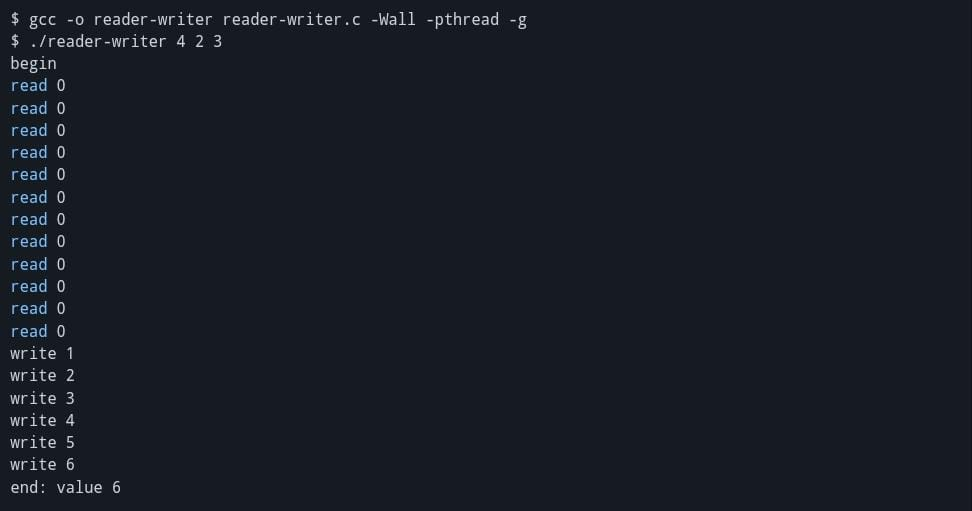 $ gcc -o reader-writer reader-writer.c -Wall -pthread -g
$ ./reader-writer 4 2 3
begin
read 0
read 0
read 0
read 0
read 0
read 0
read 0
read 0
read 0
read 0
read 0
read 0
write 1
write 2
write 3
write 4
write 5
write 6
end: value 6